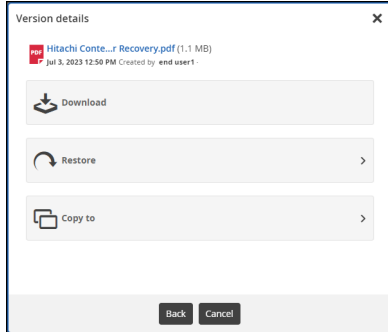 Version details
PDF
Hitachi Conte...r Recovery.pdf (1.1 MB)
Jul 3, 2023 12:50 PM Created by end user1 ·
Download
Restore
Copy to
Back Cancel